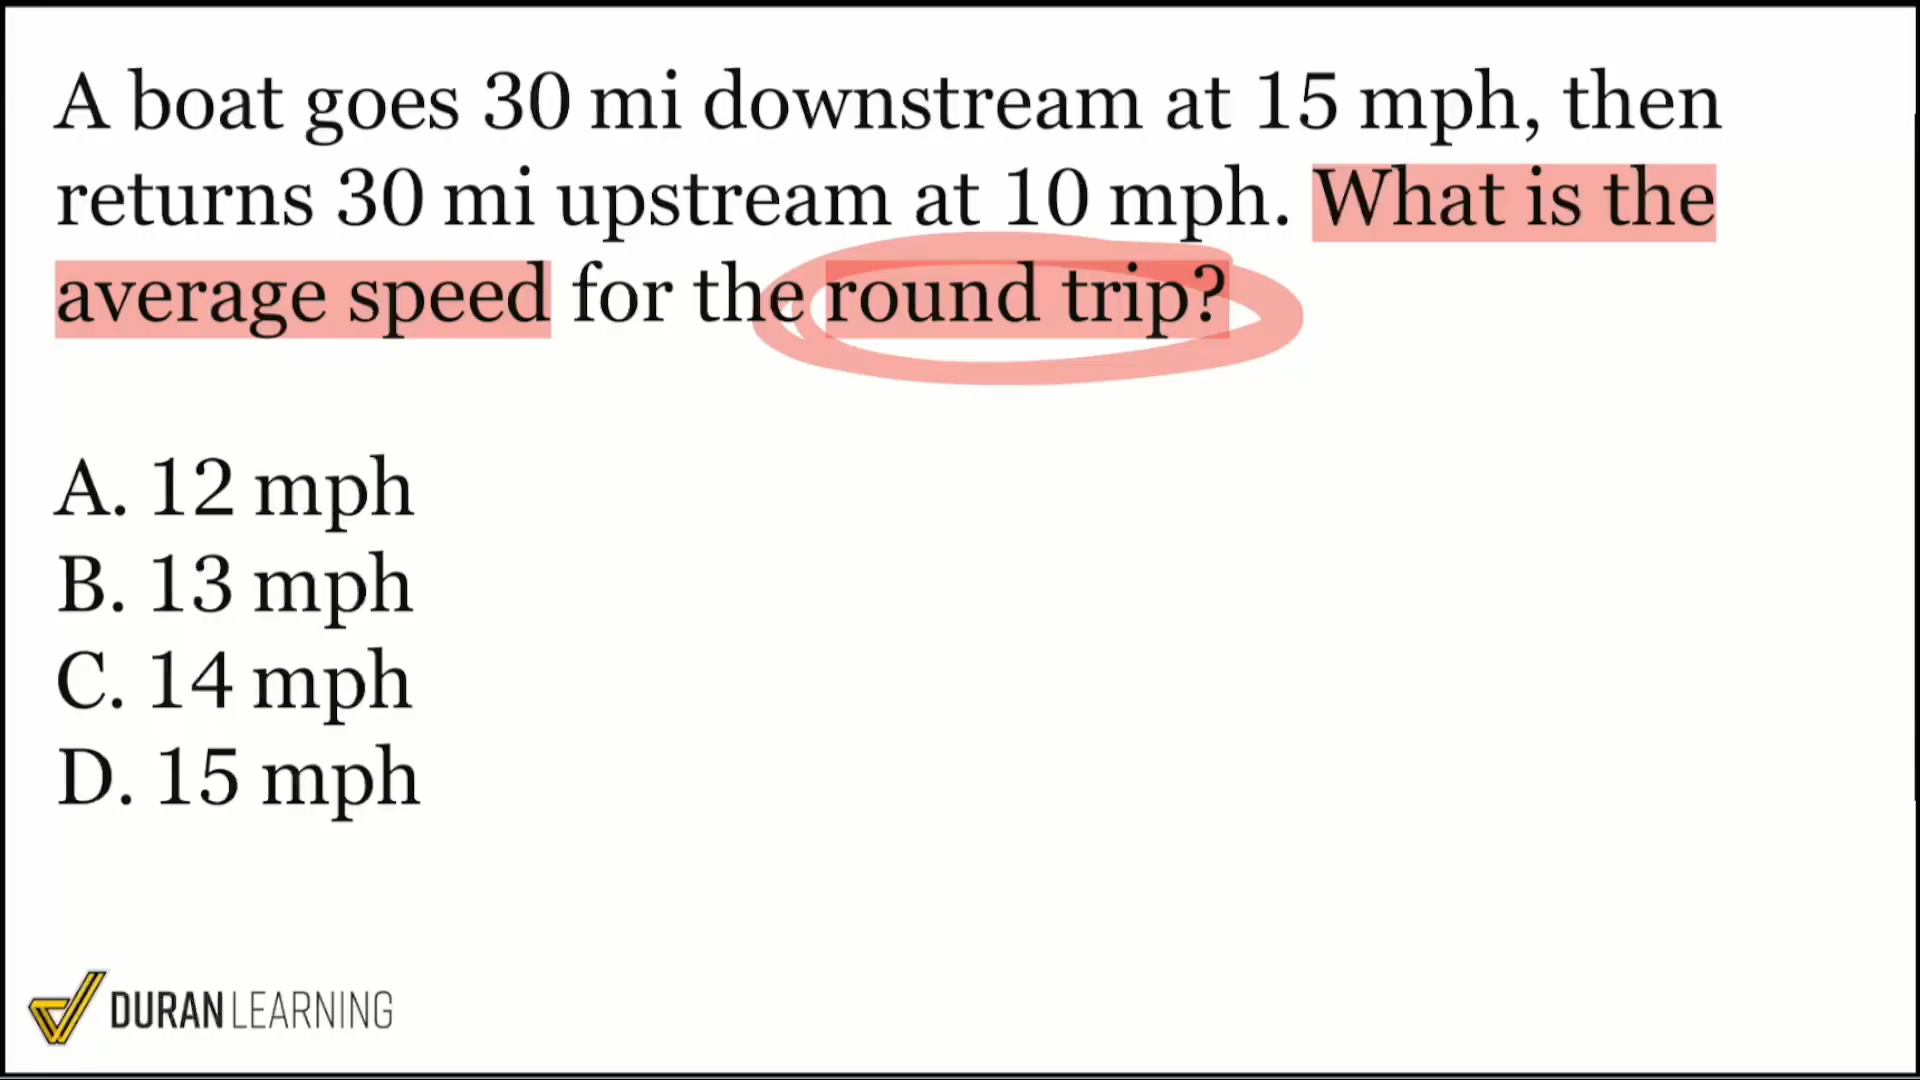 A boat goes 30 mi downstream at 15 mph, then
returns 30 mi upstream at 10 mph. What is the
average speed for the round trip?
A. 12 mph
B. 13 mph
C. 14 mph
D. 15 mph
DURAN LEARNING